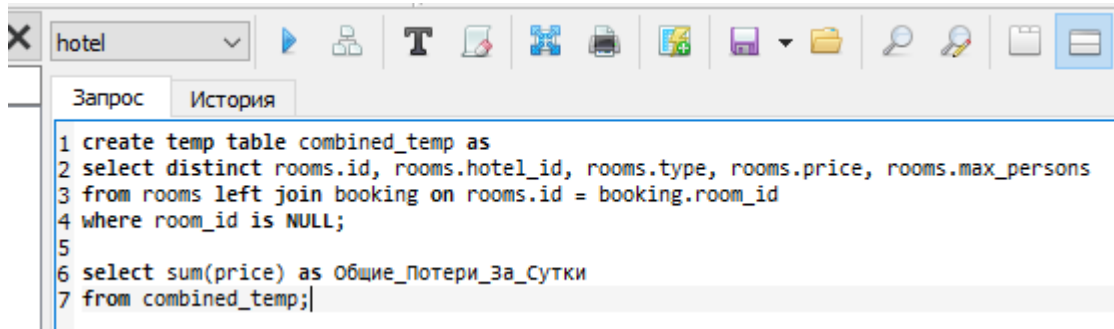 hotel
Запрос История
1 create temp table combined_temp as
2 select distinct rooms.id, rooms.hotel_id, rooms.type, rooms.price, rooms.max_persons
3 from rooms left join booking on rooms.id = booking.room_id
4 where room_id is NULL;
5
6 select sum(price) as Общие_Потери_За_Сутки
7 from combined_temp;